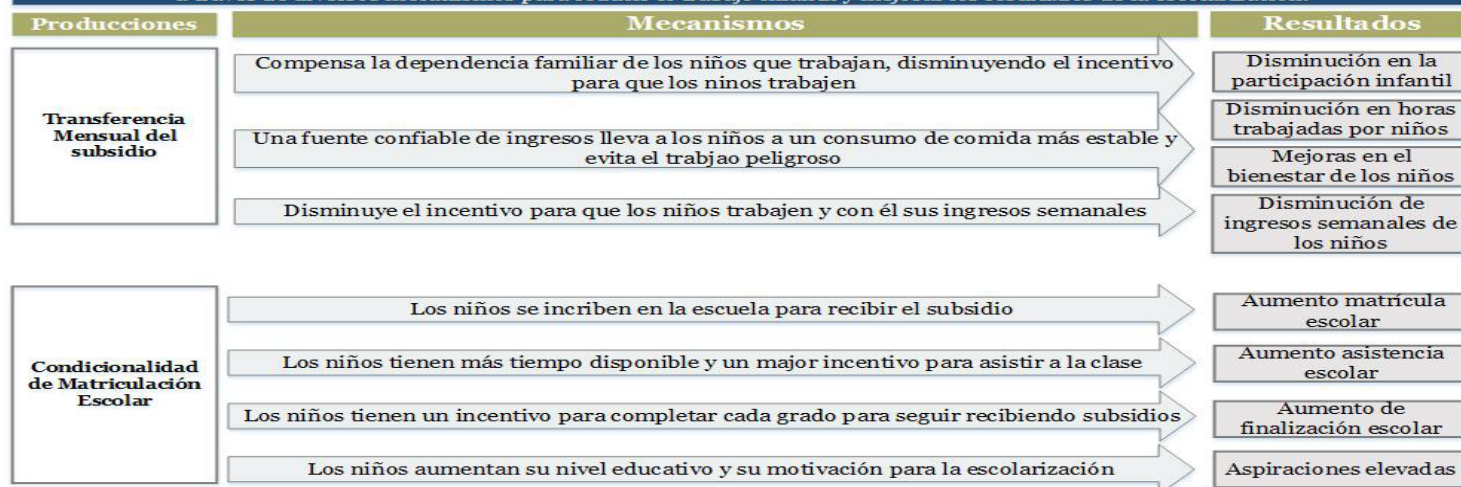 Producciones
Mecanismos
Resultados
Transferencia
Mensual del
subsidio
Compensa la dependencia familiar de los niños que trabajan, disminuyendo el incentivo
para que los ninos trabajen
Una fuente confiable de ingresos lleva a los niños a un consumo de comida más estable y
evita el trabjao peligroso
Disminuye el incentivo para que los niños trabajen y con él sus ingresos semanales
Disminución en la
participación infantil
Disminución en horas
trabajadas por niños
Mejoras en el
bienestar de los niños
Disminución de
ingresos semanales de
los niños
Condicionalidad
de Matriculación
Escolar
Los niños se incriben en la escuela para recibir el subsidio
Los niños tienen más tiempo disponible y un major incentivo para asistir a la clase
Los niños tienen un incentivo para completar cada grado para seguir recibiendo subsidios
Los niños aumentan su nivel educativo y su motivación para la escolarización
Aumento matrícula
escolar
Aumento asistencia
escolar
Aumento de
finalización escolar
Aspiraciones elevadas